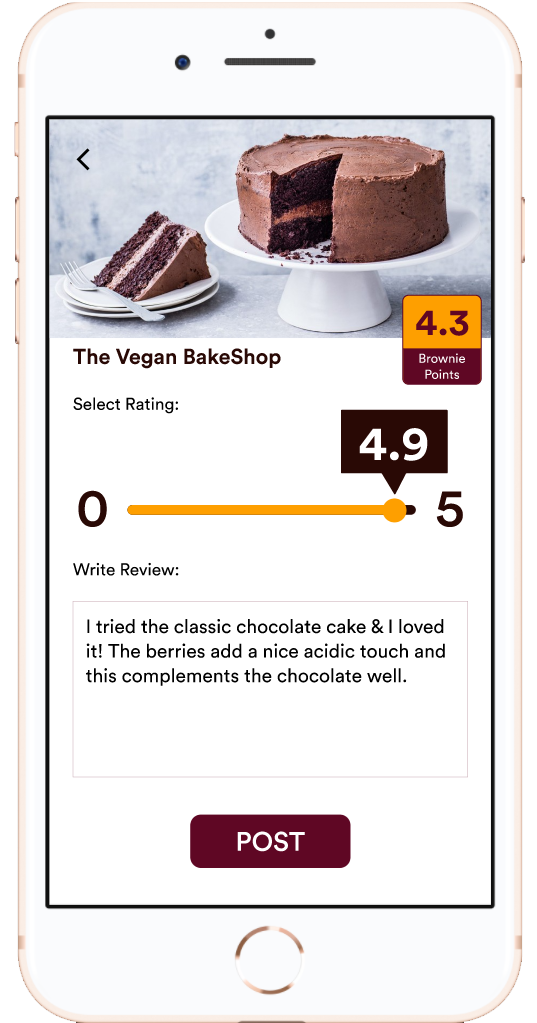 4.3
Brownie
Points
The Vegan BakeShop
Select Rating:
4.9
0 5
Write Review:
I tried the classic chocolate cake & I loved
it! The berries add a nice acidic touch and
this complements the chocolate well.
POST